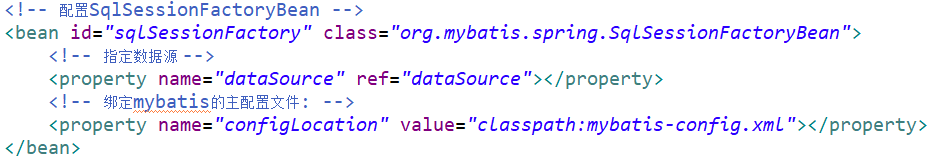 <!-- 配置SqlSessionFactoryBean -->
<bean id="sqlSessionFactory" class="org.mybatis.spring.SqlSessionFactoryBean">
    <!-- 指定数据源 -->
    <property name="dataSource" ref="dataSource"></property>
    <!-- 绑定mybatis的主配置文件: -->
    <property name="configLocation" value="classpath:mybatis-config.xml"></property>
</bean>